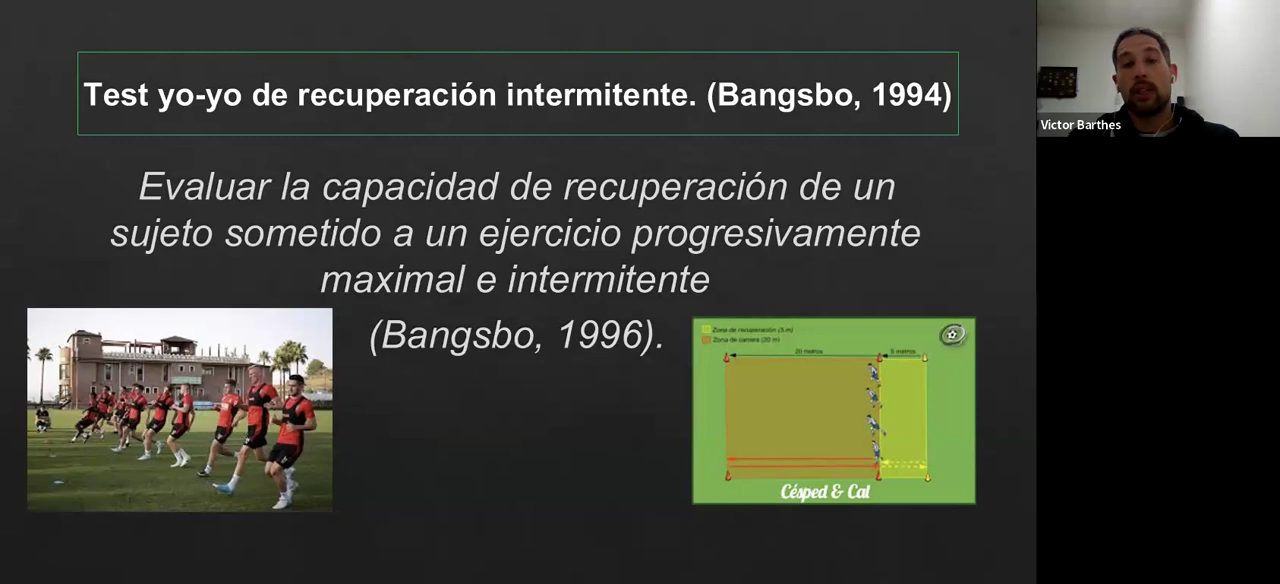 Test yo-yo de recuperación intermitente. (Bangsbo, 1994)
Evaluar la capacidad de recuperación de un
sujeto sometido a un ejercicio progresivamente
maximal e intermitente
(Bangsbo, 1996).
Zona de recuperación (5 m)
Zona de carrera (20 m)
20 metros
5 metros
Césped & Cal
Victor Barthes